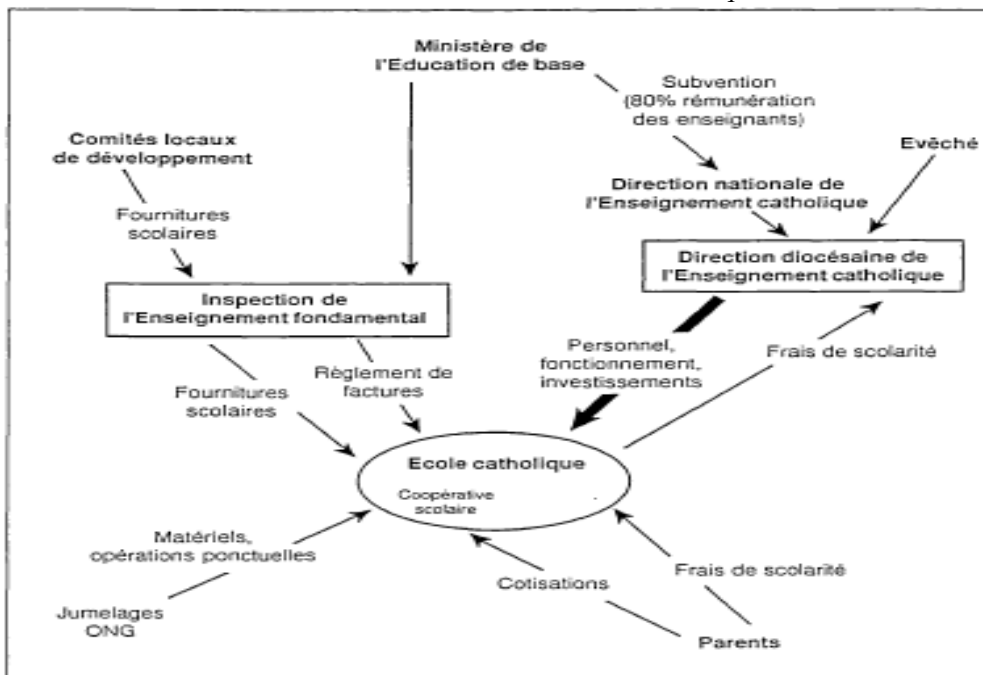 Ministère de
l'Éducation de base
Subvention
(80% rémunération
des enseignants)
Comités locaux
de développement
Evêché
Direction nationale de
l'Enseignement catholique
Fournitures
scolaires
Direction diocésaine de
l'Enseignement catholique
Inspection de
l'Enseignement fondamental
Personnel,
fonctionnement,
investissements
Frais de scolarité
Règlement de
factures
Fournitures
scolaires
Ecole catholique
Coopérative
scolaire
Matériels,
opérations ponctuelles
Cotisations
Frais de scolarité
Jumelages
ONG
Parents